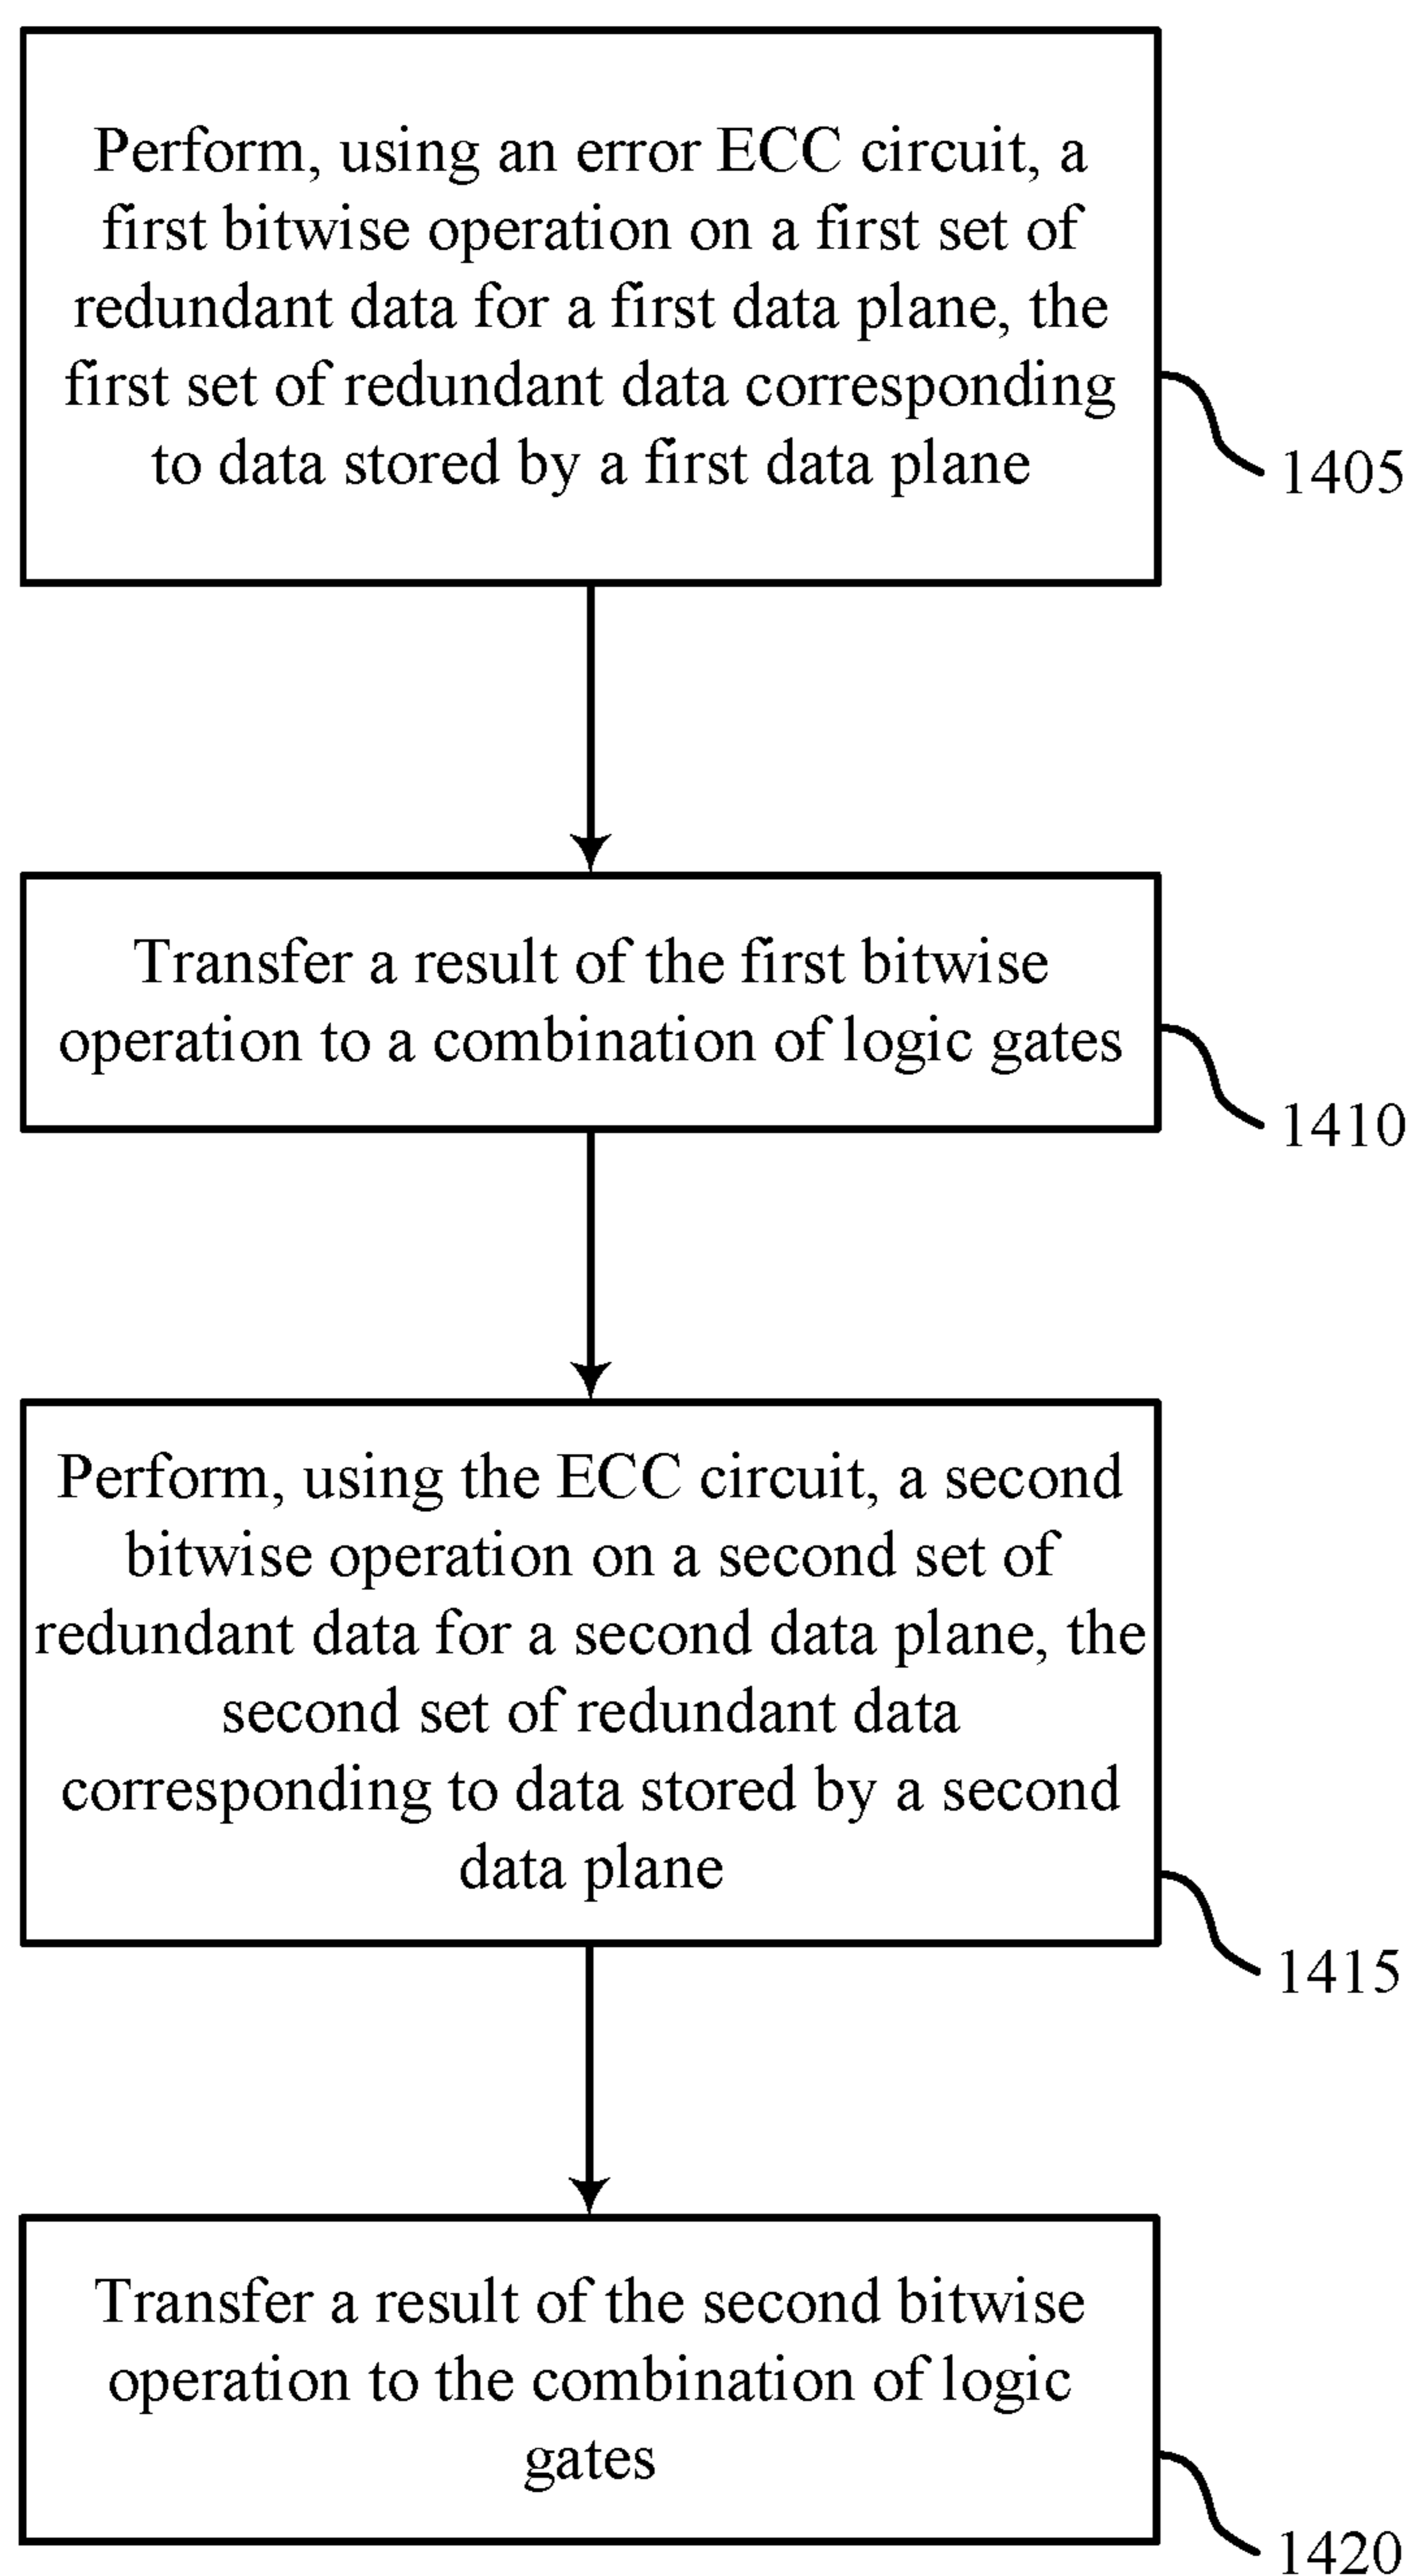 Perform, using an error ECC circuit, a
first bitwise operation on a first set of
redundant data for a first data plane, the
first set of redundant data corresponding
to data stored by a first data plane
1405
Transfer a result of the first bitwise
operation to a combination of logic gates
1410
Perform, using the ECC circuit, a second
bitwise operation on a second set of
redundant data for a second data plane, the
second set of redundant data
corresponding to data stored by a second
data plane
1415
Transfer a result of the second bitwise
operation to the combination of logic
gates
1420